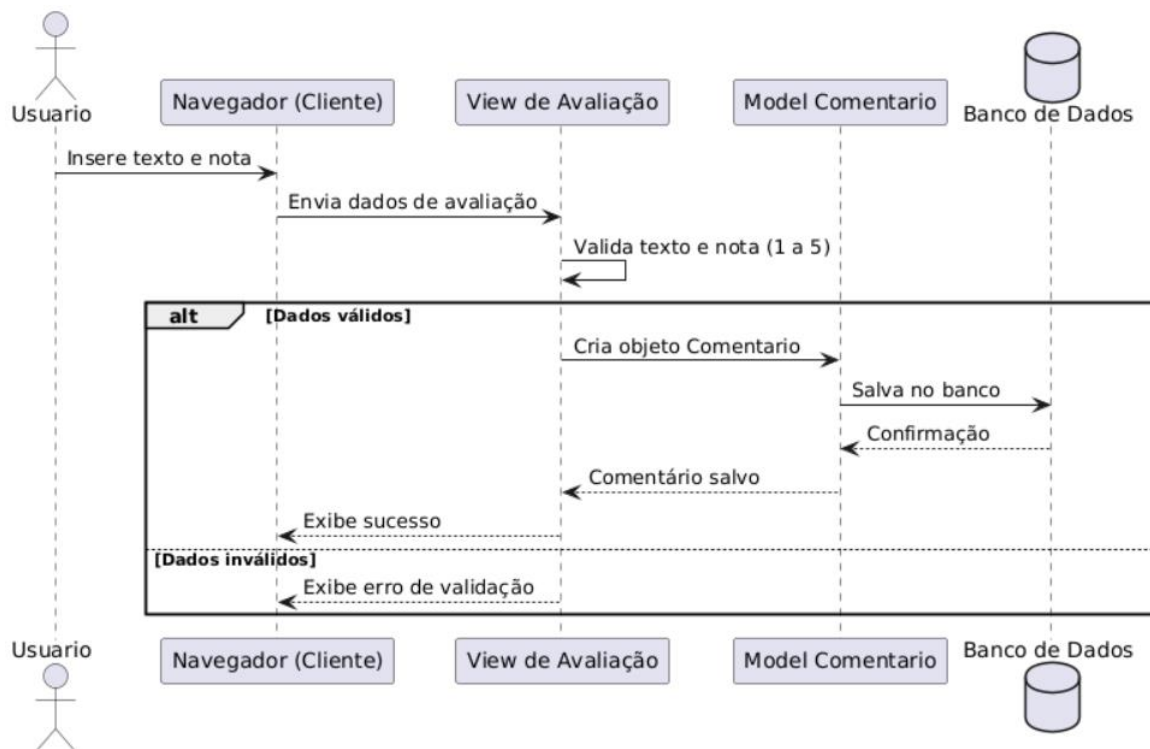 Usuario
Navegador (Cliente)
View de Avaliação
Model Comentario
Banco de Dados
Insere texto e nota
Envia dados de avaliação
Valida texto e nota (1 a 5)
alt
[Dados válidos]
Cria objeto Comentario
Salva no banco
Confirmação
Comentário salvo
Exibe sucesso
[Dados inválidos]
Exibe erro de validação
Usuario
Navegador (Cliente)
View de Avaliação
Model Comentario
Banco de Dados